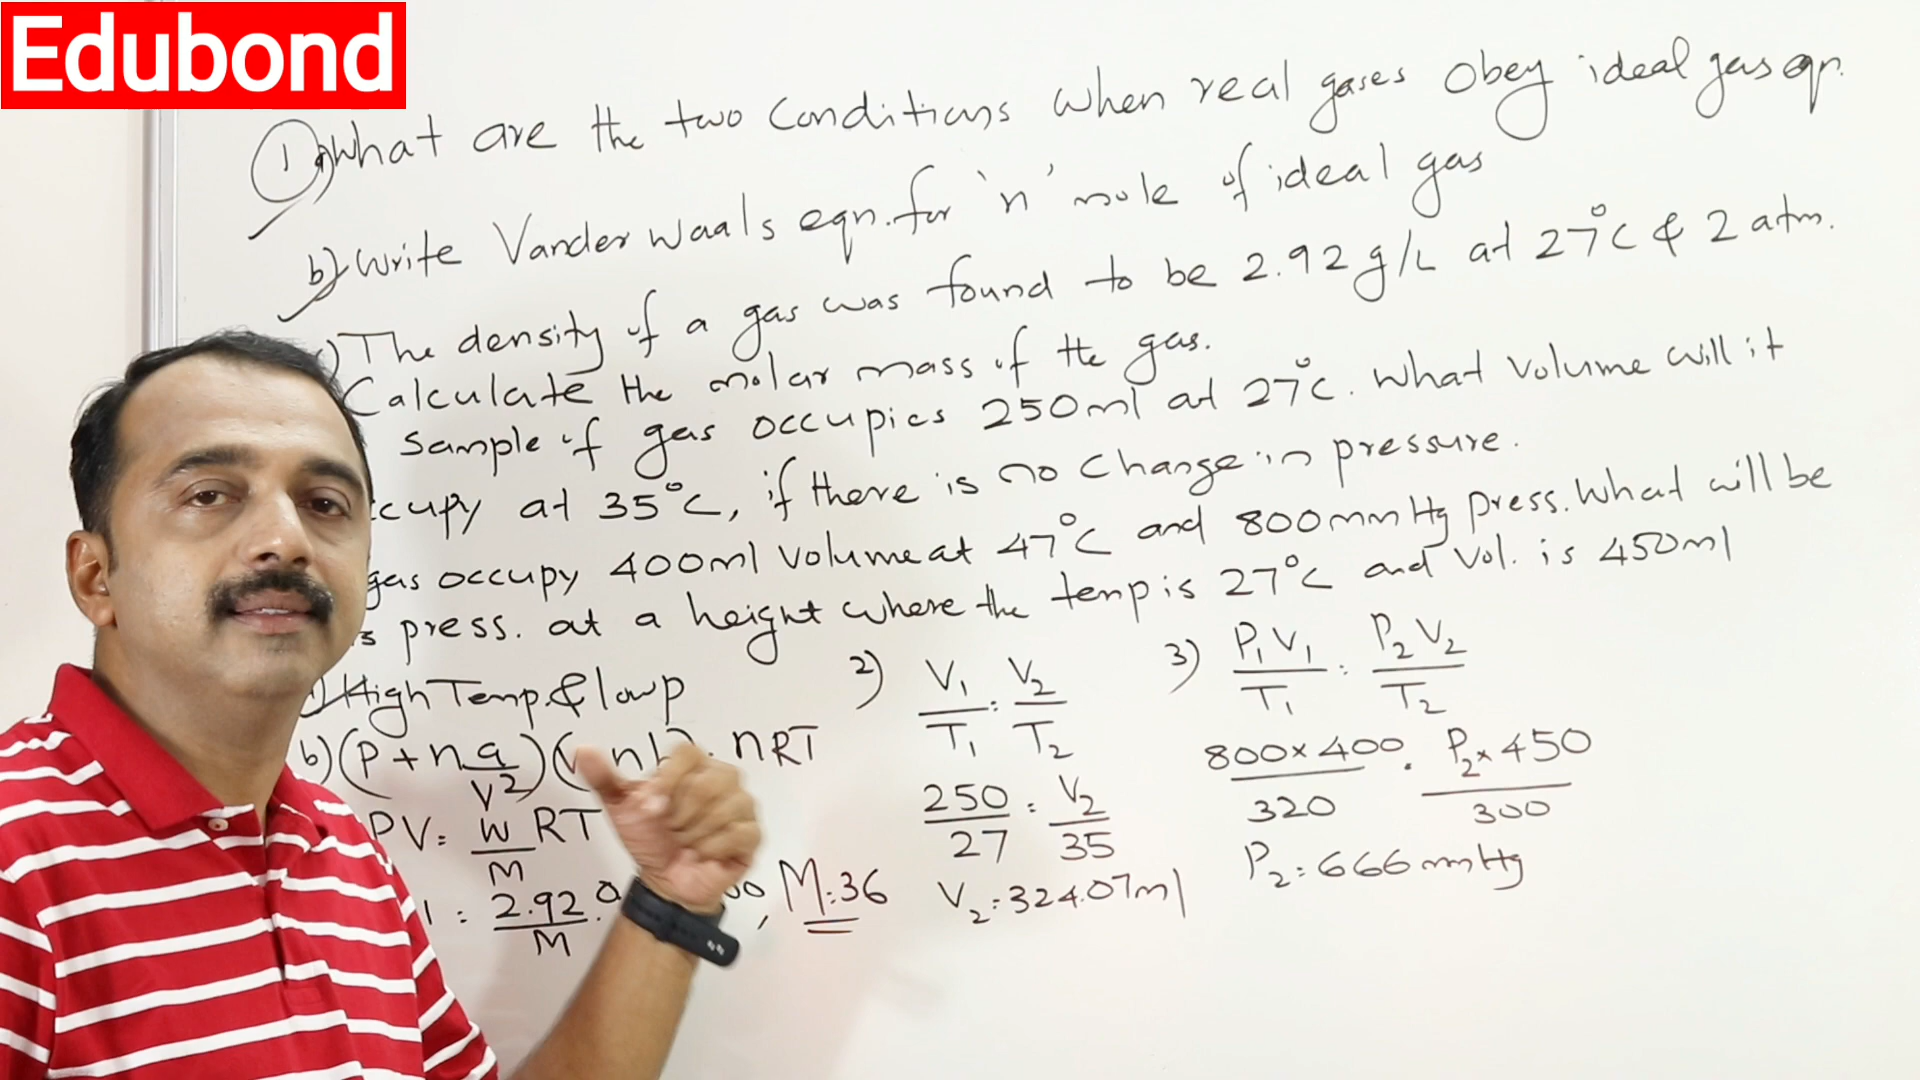 Edubond
1) a) What are the two conditions when real gases obey ideal gas eqn.
b) Write Vander Waals eqn. for 'n' mole of ideal gas
) The density of a gas was found to be 2.92 g/L at 27°C & 2 atm.
Calculate the molar mass of the gas.
Sample of gas occupies 250ml at 27°C. What volume will it
ccupy at 35°C, if there is no change in pressure.
gas occupy 400ml volume at 47°C and 800mm Hg press. What will be
s press. at a height where the temp is 27°C and vol. is 450ml
) High Temp. & low p
b) (P + n a / V²) ( nRT
PV = W/M RT
1 = 2.92/M , M = 36
2) V₁/T₁ = V₂/T₂
250/27 = V₂/35
V₂ = 324.07ml
3) P₁V₁/T₁ = P₂V₂/T₂
800×400/320 = P₂×450/300
P₂ = 666 mm Hg